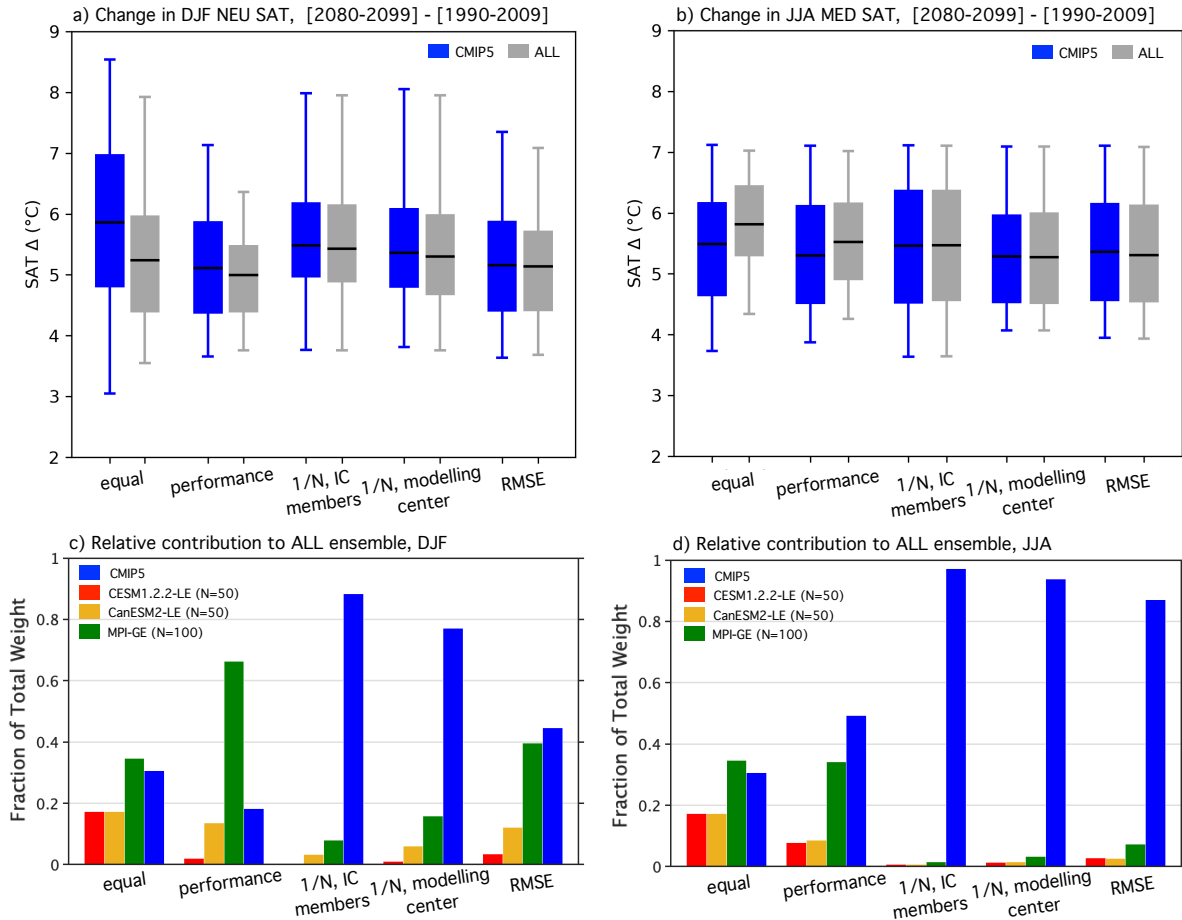 a) Change in DJF NEU SAT, [2080-2099] - [1990-2009]
CMIP5 ALL
SAT Δ (°C)
9
8
7
6
5
4
3
2
equal
performance
1/N, IC
members
1/N, modelling
center
RMSE
b) Change in JJA MED SAT, [2080-2099] - [1990-2009]
CMIP5 ALL
SAT Δ (°C)
9
8
7
6
5
4
3
2
equal
performance
1/N, IC
members
1/N, modelling
center
RMSE
c) Relative contribution to ALL ensemble, DJF
CMIP5
CESM1.2.2-LE (N=50)
CanESM2-LE (N=50)
MPI-GE (N=100)
Fraction of Total Weight
1
0.8
0.6
0.4
0.2
0
equal
performance
1/N, IC
members
1/N, modelling
center
RMSE
d) Relative contribution to ALL ensemble, JJA
CMIP5
CESM1.2.2-LE (N=50)
CanESM2-LE (N=50)
MPI-GE (N=100)
Fraction of Total Weight
1
0.8
0.6
0.4
0.2
0
equal
performance
1/N, IC
members
1/N, modelling
center
RMSE